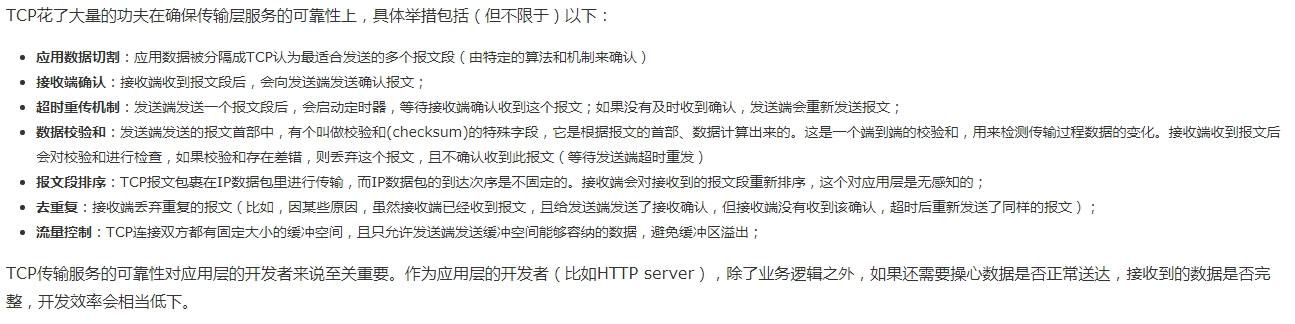 TCP花了大量的功夫在确保传输层服务的可靠性上，具体举措包括（但不限于）以下：
应用数据切割：应用数据被分隔成TCP认为最适合发送的多个报文段（由特定的算法和机制来确认）
接收端确认：接收端收到报文段后，会向发送端发送确认报文；
超时重传机制：发送端发送一个报文段后，会启动定时器，等待接收端确认收到这个报文；如果没有及时收到确认，发送端会重新发送报文；
数据校验和：发送端发送的报文首部中，有个叫做校验和(checksum)的特殊字段，它是根据报文的首部、数据计算出来的。这是一个端到端的校验和，用来检测传输过程数据的变化。接收端收到报文后
会对校验和进行检查，如果校验和存在差错，则丢弃这个报文，且不确认收到此报文（等待发送端超时重发）
报文段排序：TCP报文包裹在IP数据包里进行传输，而IP数据包的到达次序是不固定的。接收端会对接收到的报文段重新排序，这个对应用层是无感知的；
去重复：接收端丢弃重复的报文（比如，因某些原因，虽然接收端已经收到报文，且给发送端发送了接收确认，但接收端没有收到该确认，超时后重新发送了同样的报文）；
流量控制：TCP连接双方都有固定大小的缓冲空间，且只允许发送端发送缓冲空间能够容纳的数据，避免缓冲区溢出；
TCP传输服务的可靠性对应用层的开发者来说至关重要。作为应用层的开发者（比如HTTP server），除了业务逻辑之外，如果还需要操心数据是否正常送达，接收到的数据是否完
整，开发效率会相当低下。